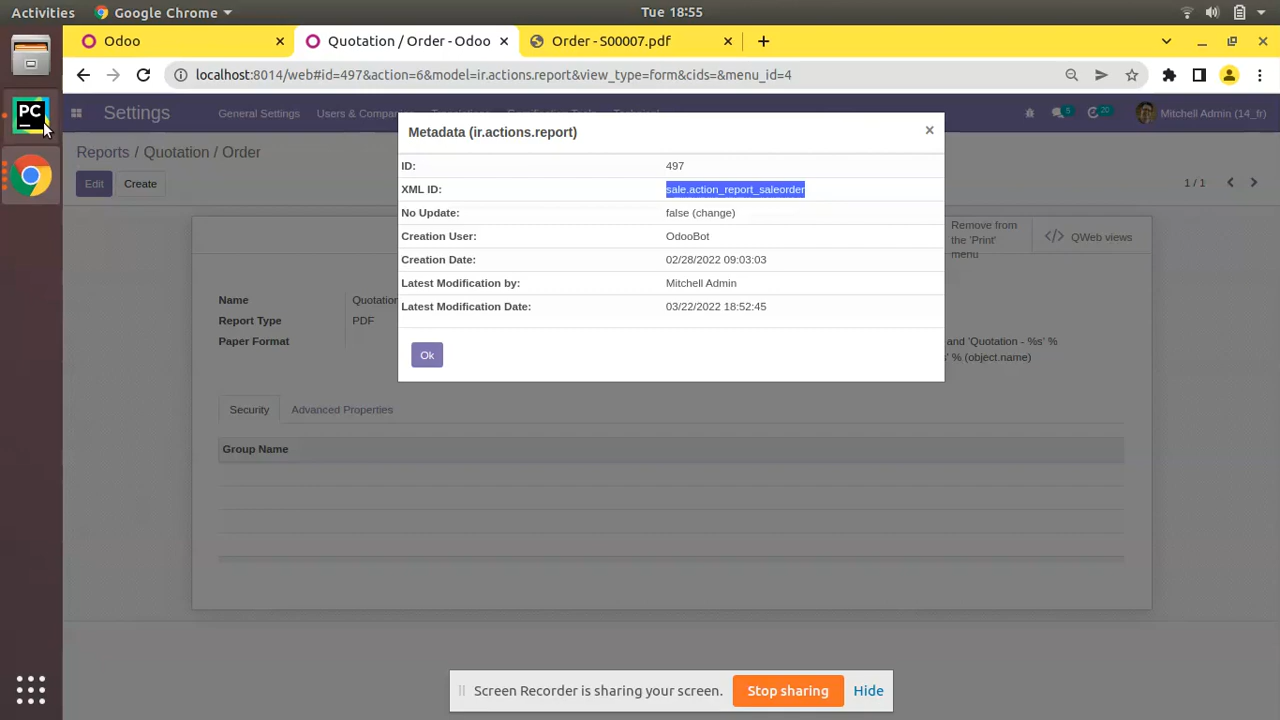 Activities Google Chrome Tue 18:55
Odoo
Quotation / Order - Odoo
Order - S00007.pdf
localhost:8014/web#id=497&action=6&model=ir.actions.report&view_type=form&cids=&menu_id=4
Settings General Settings Users & Compa 5 20 Mitchell Admin (14_fr)
Reports / Quotation / Order
Edit Create 1 / 1
Metadata (ir.actions.report)
ID: 497
XML ID: sale.action_report_saleorder
No Update: false (change)
Creation User: OdooBot
Creation Date: 02/28/2022 09:03:03
Latest Modification by: Mitchell Admin
Latest Modification Date: 03/22/2022 18:52:45
Ok
Remove from
the 'Print'
menu
QWeb views
Name Quotation
Report Type PDF
Paper Format
and 'Quotation - %s' %
s' % (object.name)
Security Advanced Properties
Group Name
PC
Screen Recorder is sharing your screen. Stop sharing Hide